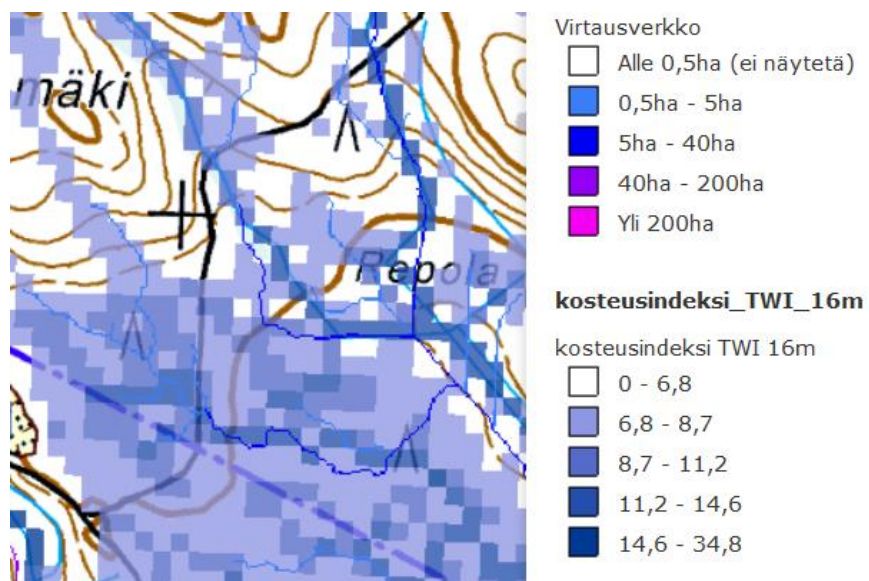 mäki
Repola
Virtausverkko
Alle 0,5ha (ei näytetä)
0,5ha - 5ha
5ha - 40ha
40ha - 200ha
Yli 200ha
kosteusindeksi_TWI_16m
kosteusindeksi TWI 16m
0 - 6,8
6,8 - 8,7
8,7 - 11,2
11,2 - 14,6
14,6 - 34,8